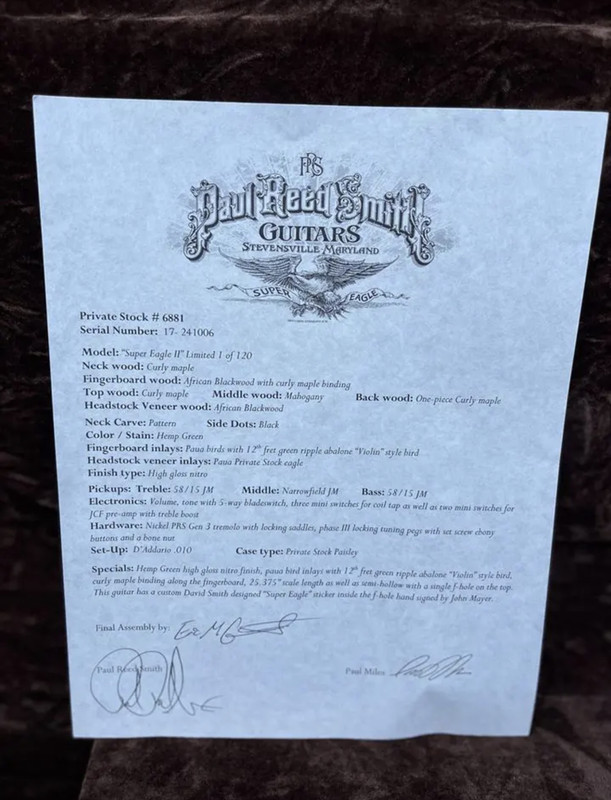 PRS
Paul Reed Smith
GUITARS
STEVENSVILLE MARYLAND
SUPER EAGLE
Private Stock # 6881
Serial Number: 17- 241006
Model: "Super Eagle II" Limited 1 of 120
Neck wood: Curly maple
Fingerboard wood: African Blackwood with curly maple binding
Top wood: Curly maple Middle wood: Mahogany Back wood: One-piece Curly maple
Headstock Veneer wood: African Blackwood
Neck Carve: Pattern Side Dots: Black
Color / Stain: Hemp Green
Fingerboard inlays: Paua birds with 12th fret green ripple abalone "Violin" style bird
Headstock veneer inlays: Paua Private Stock eagle
Finish type: High gloss nitro
Pickups: Treble: 58/15 JM Middle: Narrowfield JM Bass: 58/15 JM
Electronics: Volume, tone with 5-way bladeswitch, three mini switches for coil tap as well as two mini switches for
JCF pre-amp with treble boost
Hardware: Nickel PRS Gen 3 tremolo with locking saddles, phase III locking tuning pegs with set screw ebony
buttons and a bone nut
Set-Up: D'Addario .010 Case type: Private Stock Paisley
Specials: Hemp Green high gloss nitro finish, paua bird inlays with 12th fret green ripple abalone "Violin" style bird,
curly maple binding along the fingerboard, 25.375" scale length as well as semi-hollow with a single f-hole on the top.
This guitar has a custom David Smith designed "Super Eagle" sticker inside the f-hole hand signed by John Mayer.
Final Assembly by:
Paul Reed Smith Paul Miles